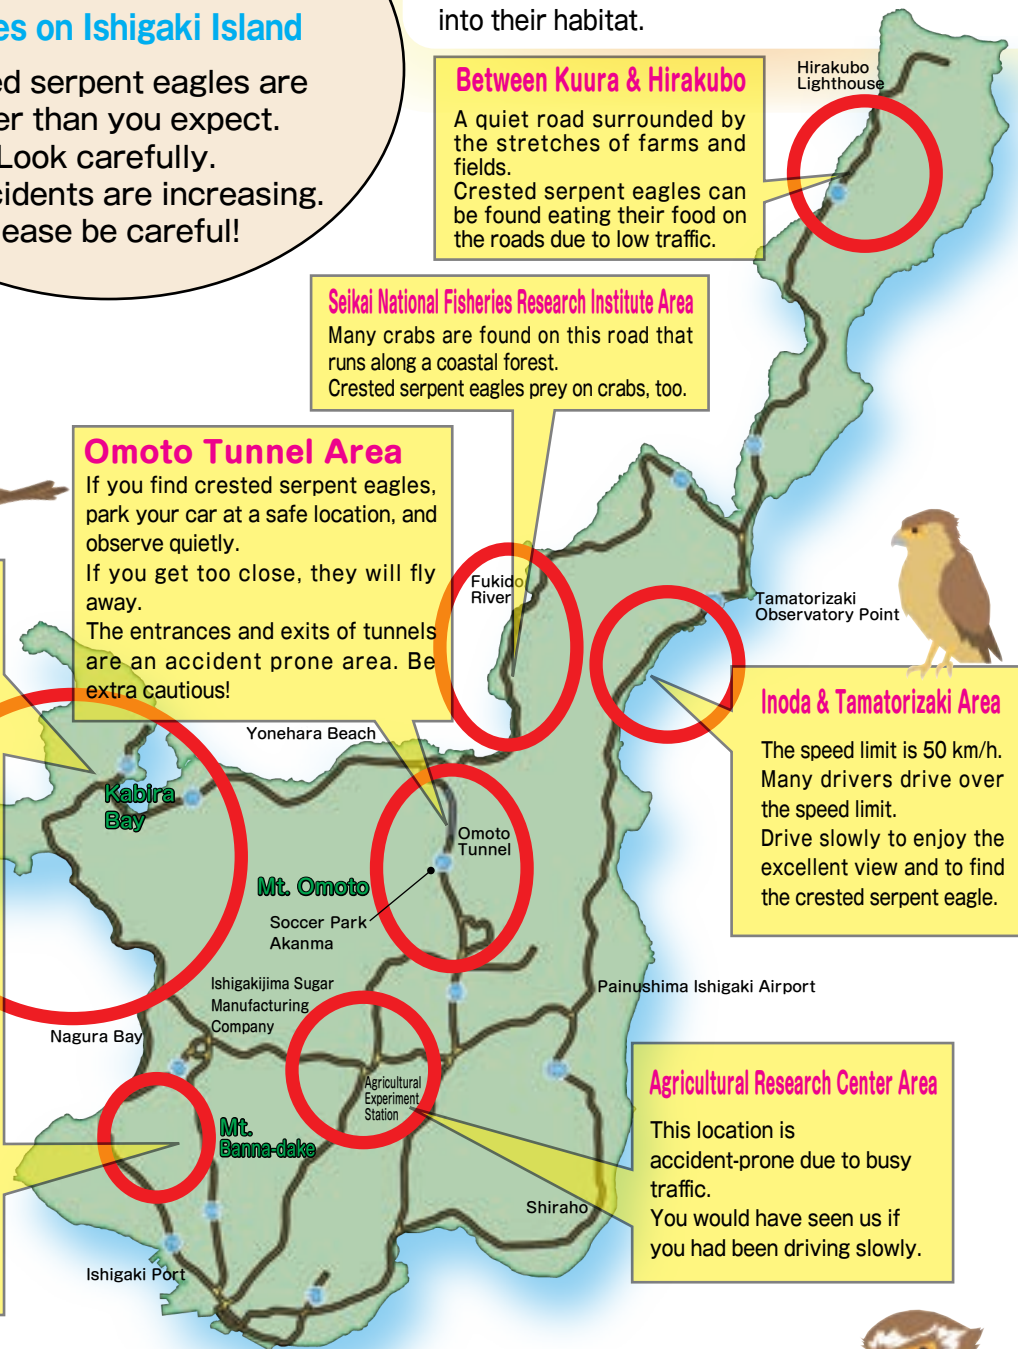 es on Ishigaki Island
ed serpent eagles are
er than you expect.
Look carefully.
cidents are increasing.
lease be careful!
into their habitat.
Between Kuura & Hirakubo
A quiet road surrounded by
the stretches of farms and
fields.
Crested serpent eagles can
be found eating their food on
the roads due to low traffic.
Hirakubo
Lighthouse
Seikai National Fisheries Research Institute Area
Many crabs are found on this road that
runs along a coastal forest.
Crested serpent eagles prey on crabs, too.
Omoto Tunnel Area
If you find crested serpent eagles,
park your car at a safe location, and
observe quietly.
If you get too close, they will fly
away.
The entrances and exits of tunnels
are an accident prone area. Be
extra cautious!
Fukido
River
Tamatorizaki
Observatory Point
Inoda & Tamatorizaki Area
The speed limit is 50 km/h.
Many drivers drive over
the speed limit.
Drive slowly to enjoy the
excellent view and to find
the crested serpent eagle.
Yonehara Beach
Kabira
Bay
Omoto
Tunnel
Mt. Omoto
Soccer Park
Akanma
Ishigakijima Sugar
Manufacturing
Company
Painushima Ishigaki Airport
Nagura Bay
Agricultural
Experiment
Station
Agricultural Research Center Area
This location is
accident-prone due to busy
traffic.
You would have seen us if
you had been driving slowly.
Mt.
Banna-dake
Shiraho
Ishigaki Port